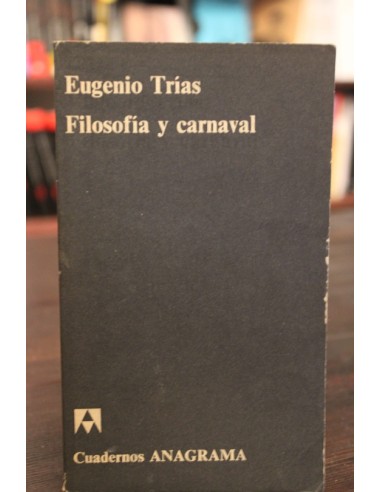 Eugenio Trías
Filosofía y carnaval
Cuadernos ANAGRAMA